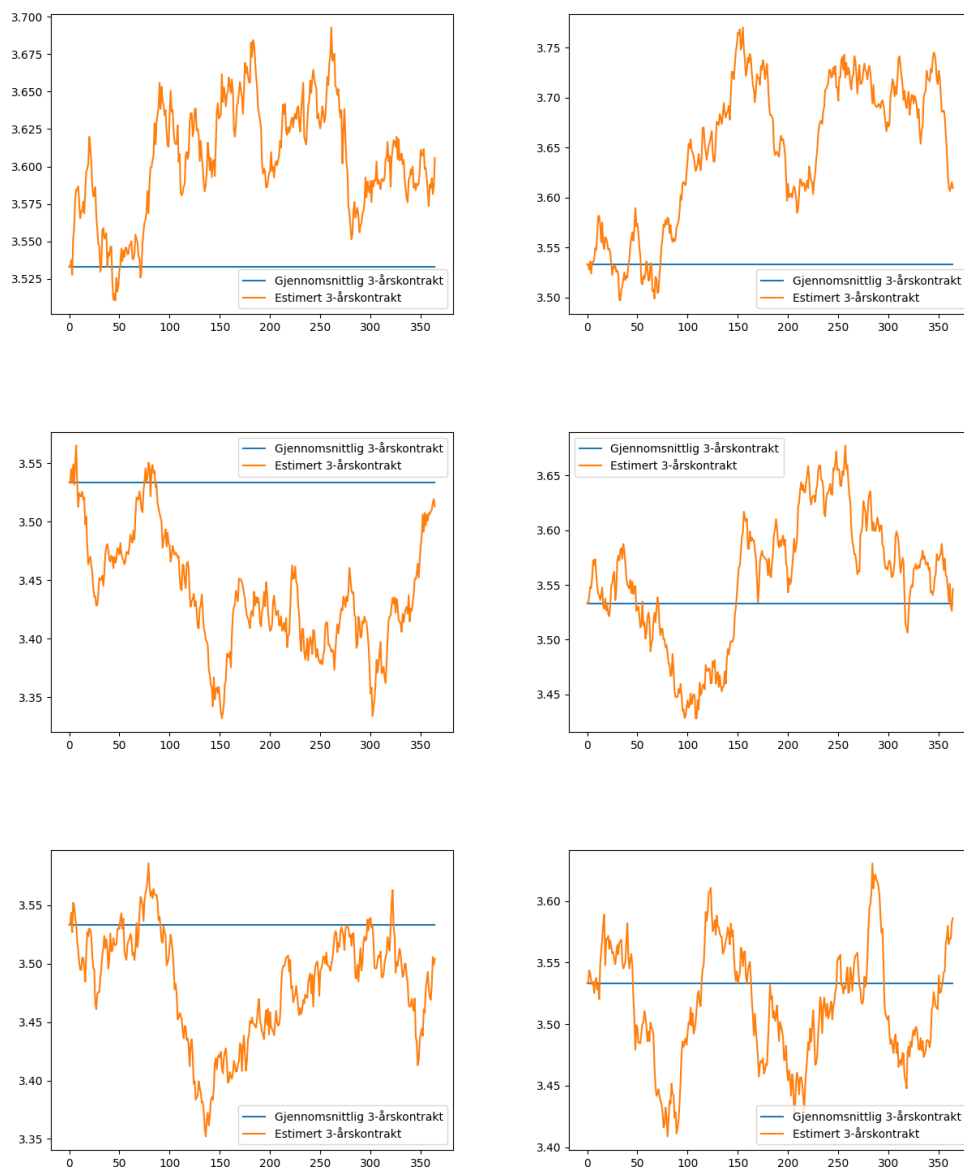 3.700
3.675
3.650
3.625
3.600
3.575
3.550
3.525
0 50 100 150 200 250 300 350
Gjennomsnittlig 3-årskontrakt
Estimert 3-årskontrakt
3.75
3.70
3.65
3.60
3.55
3.50
0 50 100 150 200 250 300 350
Gjennomsnittlig 3-årskontrakt
Estimert 3-årskontrakt
3.55
3.50
3.45
3.40
3.35
0 50 100 150 200 250 300 350
Gjennomsnittlig 3-årskontrakt
Estimert 3-årskontrakt
3.65
3.60
3.55
3.50
3.45
0 50 100 150 200 250 300 350
Gjennomsnittlig 3-årskontrakt
Estimert 3-årskontrakt
3.55
3.50
3.45
3.40
3.35
0 50 100 150 200 250 300 350
Gjennomsnittlig 3-årskontrakt
Estimert 3-årskontrakt
3.60
3.55
3.50
3.45
3.40
0 50 100 150 200 250 300 350
Gjennomsnittlig 3-årskontrakt
Estimert 3-årskontrakt